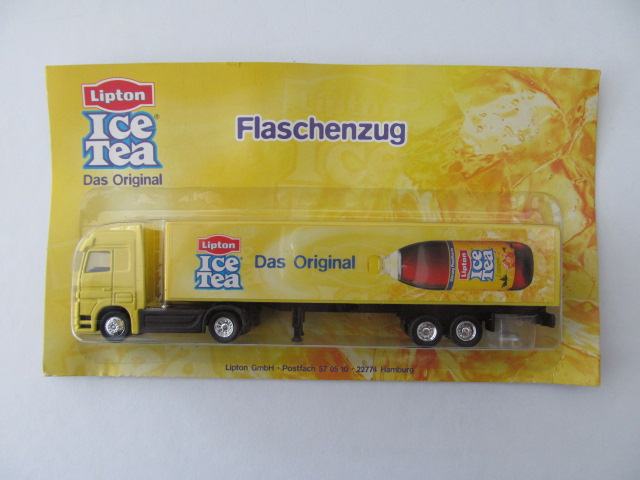 Lipton
Ice
Tea
Das Original
Flaschenzug
Lipton
Ice
Tea
Das Original
Lipton
Ice
Tea
Lipton GmbH · Postfach 57 05 10 · 22774 Hamburg